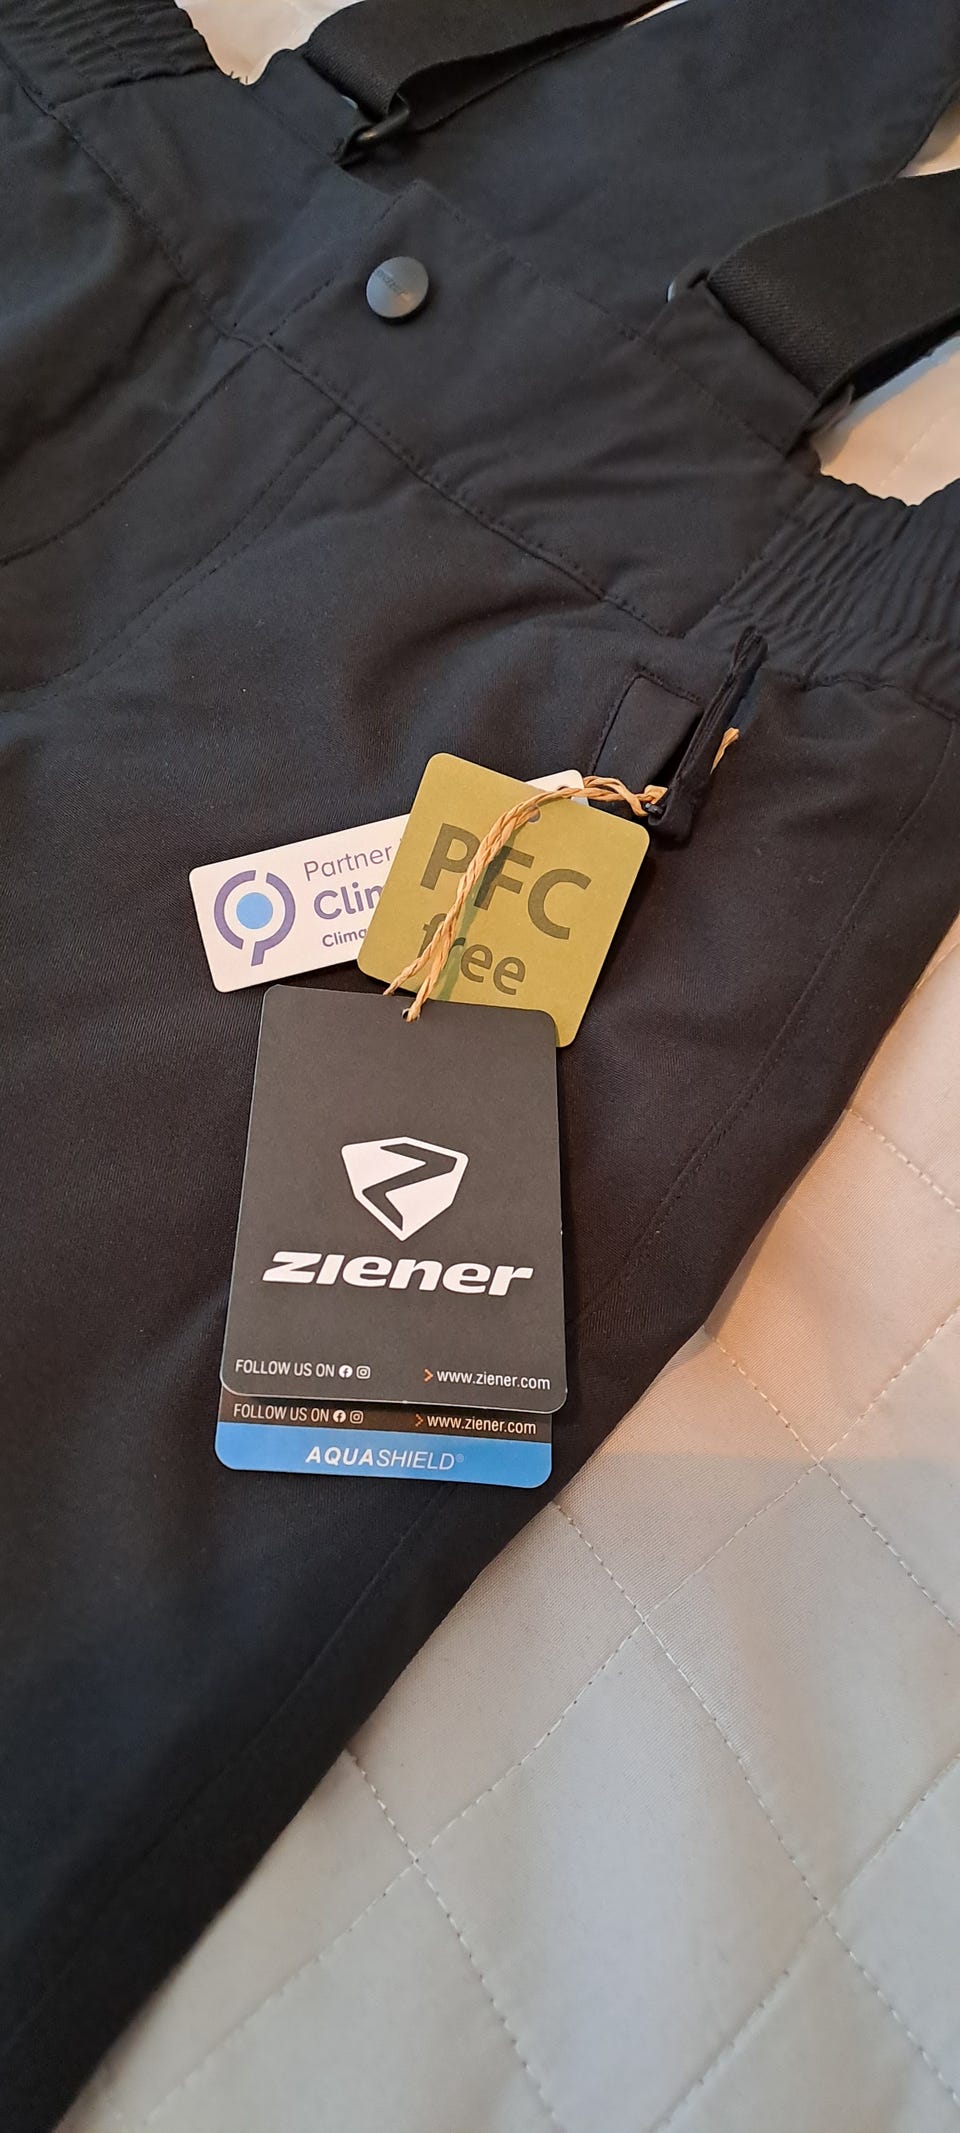 Partner
Clim
Clima
PFC
free
ziener
FOLLOW US ON
> www.ziener.com
FOLLOW US ON
> www.ziener.com
AQUASHIELD®